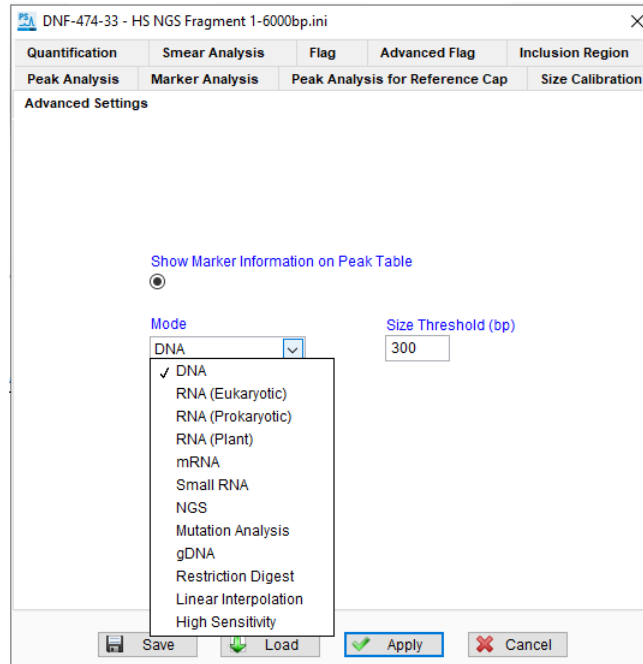 PS
DNF-474-33 - HS NGS Fragment 1-6000bp.ini
Quantification Smear Analysis Flag Advanced Flag Inclusion Region
Peak Analysis Marker Analysis Peak Analysis for Reference Cap Size Calibration
Advanced Settings
Show Marker Information on Peak Table
Mode Size Threshold (bp)
DNA 300
✓ DNA
RNA (Eukaryotic)
RNA (Prokaryotic)
RNA (Plant)
mRNA
Small RNA
NGS
Mutation Analysis
gDNA
Restriction Digest
Linear Interpolation
High Sensitivity
Save Load Apply Cancel